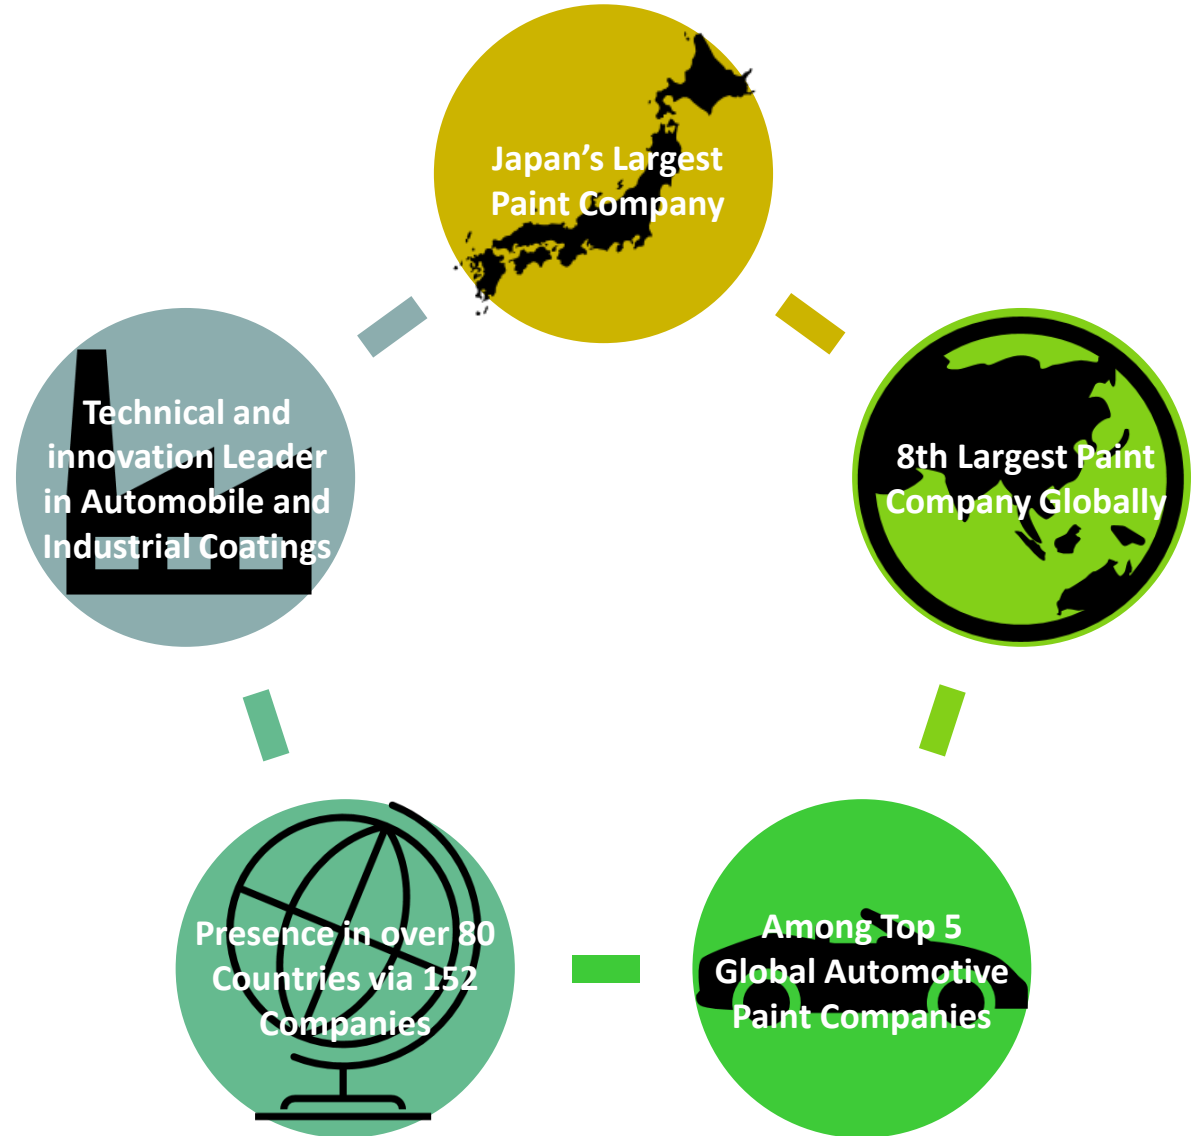 Japan’s Largest
Paint Company
8th Largest Paint
Company Globally
Among Top 5
Global Automotive
Paint Companies
Presence in over 80
Countries via 152
Companies
Technical and
innovation Leader
in Automobile and
Industrial Coatings